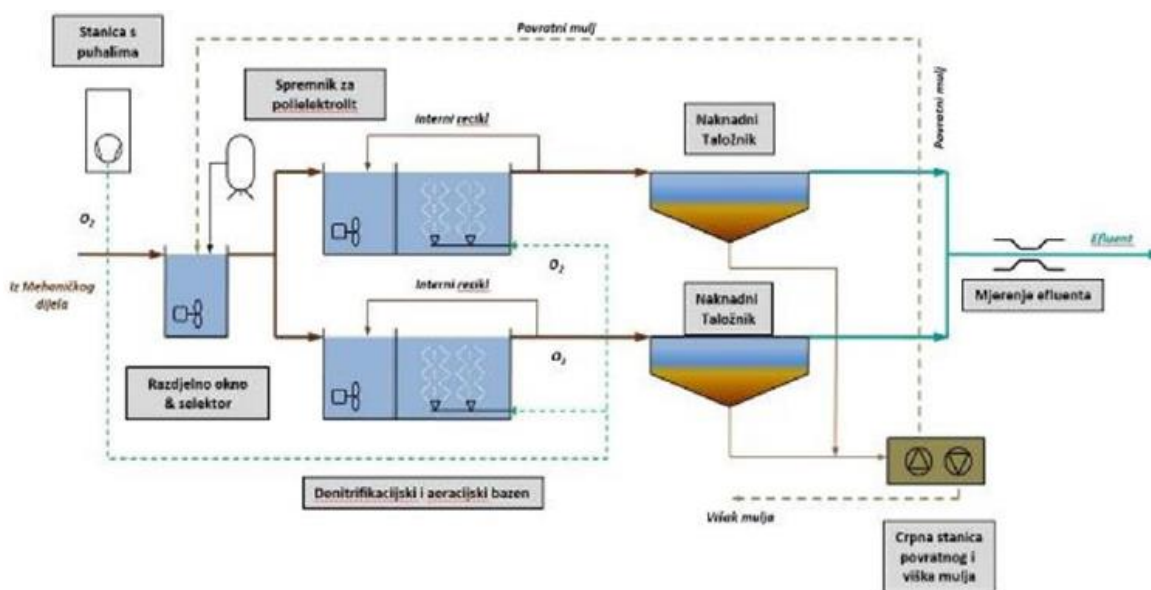 Stanica s
puhalima
Povratni mulj
Spremnik za
polielektrolit
Interni recikl
Naknadni
Taložnik
Povratni mulj
O2
Iz Mehaničkog
dijela
O2
Efluent
Mjerenje efluenta
Interni recikl
Naknadni
Taložnik
O2
Razdjelno okno
& selektor
Denitrifikacijski i aeracijski bazen
Višak mulja
Crpna stanica
povratnog i
viška mulja